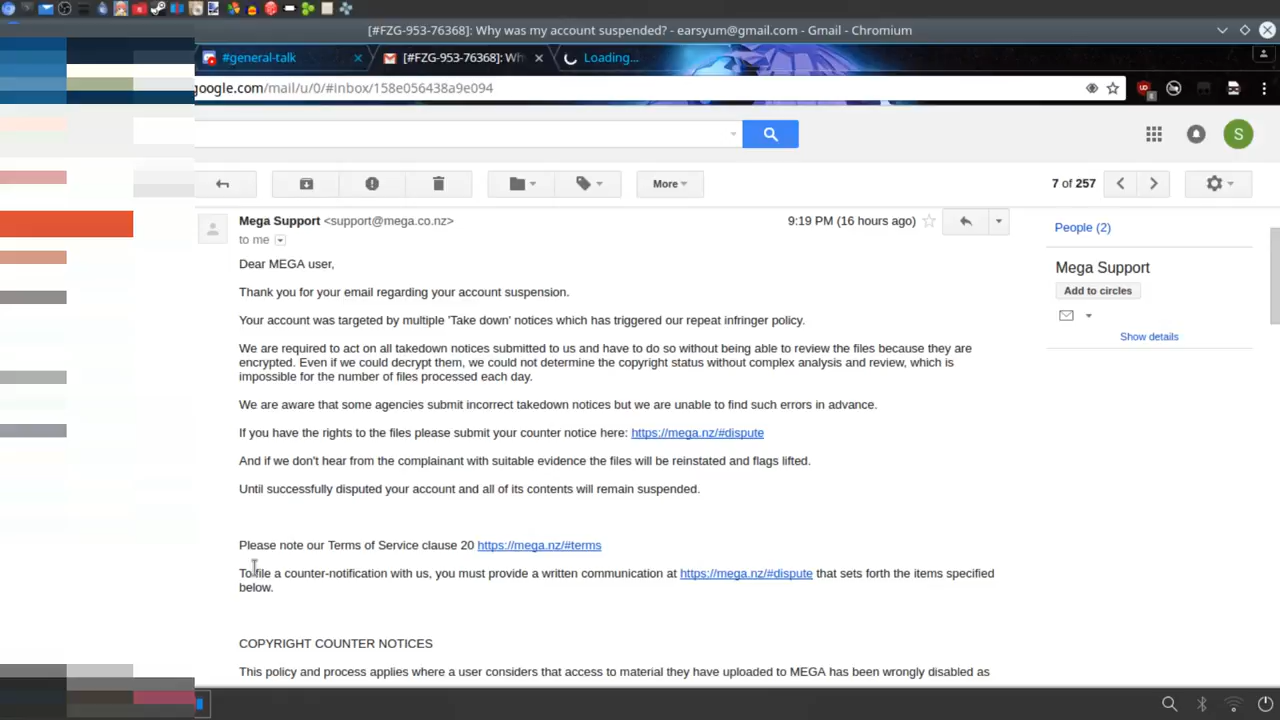 [#FZG-953-76368]: Why was my account suspended? - earsyum@gmail.com - Gmail - Chromium
#general-talk
[#FZG-953-76368]: Wh
Loading...
google.com/mail/u/0/#inbox/158e056438a9e094
S
More
7 of 257
Mega Support <support@mega.co.nz>
9:19 PM (16 hours ago)
to me
People (2)
Mega Support
Add to circles
Show details
Dear MEGA user,
Thank you for your email regarding your account suspension.
Your account was targeted by multiple 'Take down' notices which has triggered our repeat infringer policy.
We are required to act on all takedown notices submitted to us and have to do so without being able to review the files because they are
encrypted. Even if we could decrypt them, we could not determine the copyright status without complex analysis and review, which is
impossible for the number of files processed each day.
We are aware that some agencies submit incorrect takedown notices but we are unable to find such errors in advance.
If you have the rights to the files please submit your counter notice here: https://mega.nz/#dispute
And if we don't hear from the complainant with suitable evidence the files will be reinstated and flags lifted.
Until successfully disputed your account and all of its contents will remain suspended.
Please note our Terms of Service clause 20 https://mega.nz/#terms
To file a counter-notification with us, you must provide a written communication at https://mega.nz/#dispute that sets forth the items specified
below.
COPYRIGHT COUNTER NOTICES
This policy and process applies where a user considers that access to material they have uploaded to MEGA has been wrongly disabled as